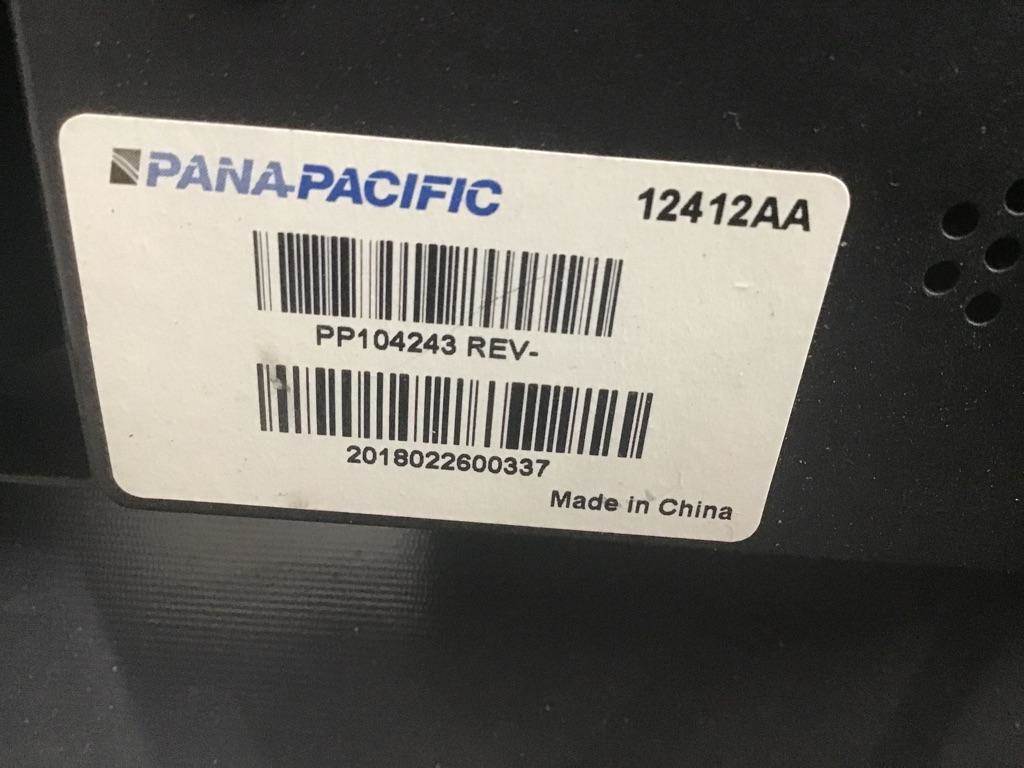 PANA-PACIFIC 12412AA
PP104243 REV-
2018022600337
Made in China